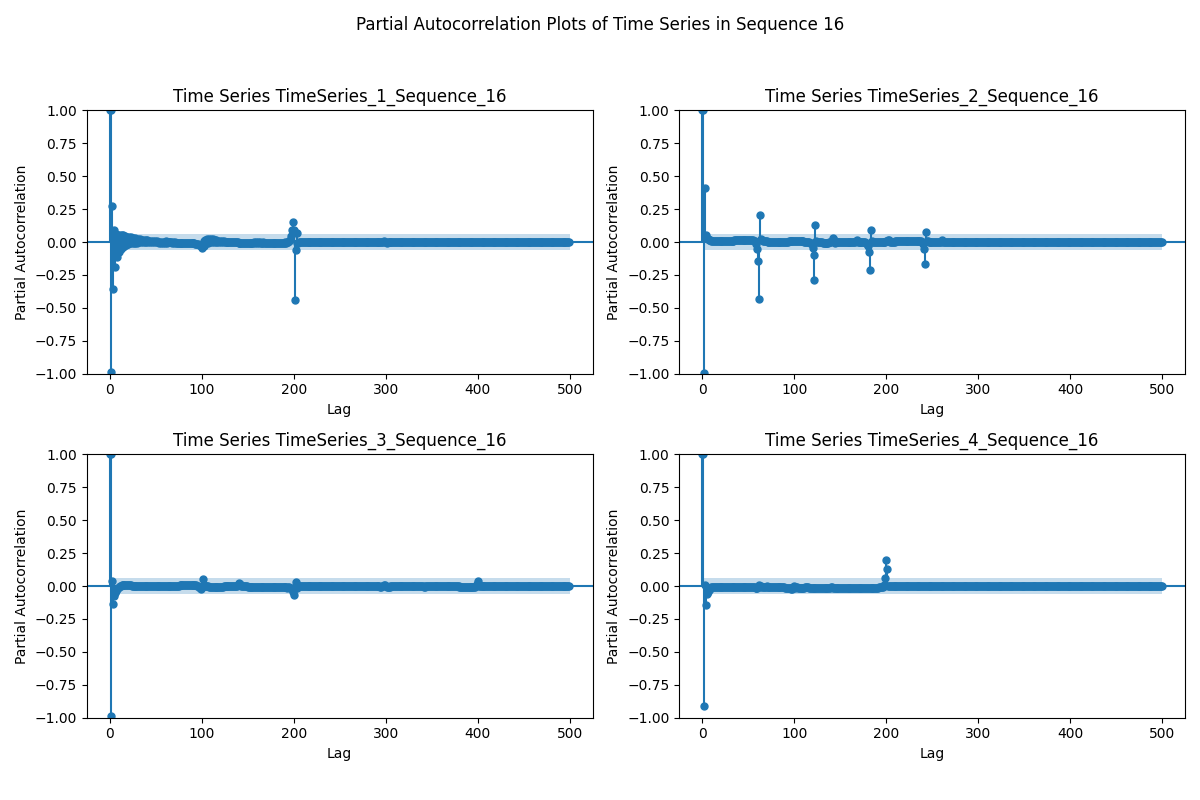 Partial Autocorrelation Plots of Time Series in Sequence 16
Time Series TimeSeries_1_Sequence_16
Partial Autocorrelation
1.00
0.75
0.50
0.25
0.00
−0.25
−0.50
−0.75
−1.00
0 100 200 300 400 500
Lag
Time Series TimeSeries_2_Sequence_16
Partial Autocorrelation
1.00
0.75
0.50
0.25
0.00
−0.25
−0.50
−0.75
−1.00
0 100 200 300 400 500
Lag
Time Series TimeSeries_3_Sequence_16
Partial Autocorrelation
1.00
0.75
0.50
0.25
0.00
−0.25
−0.50
−0.75
−1.00
0 100 200 300 400 500
Lag
Time Series TimeSeries_4_Sequence_16
Partial Autocorrelation
1.00
0.75
0.50
0.25
0.00
−0.25
−0.50
−0.75
−1.00
0 100 200 300 400 500
Lag